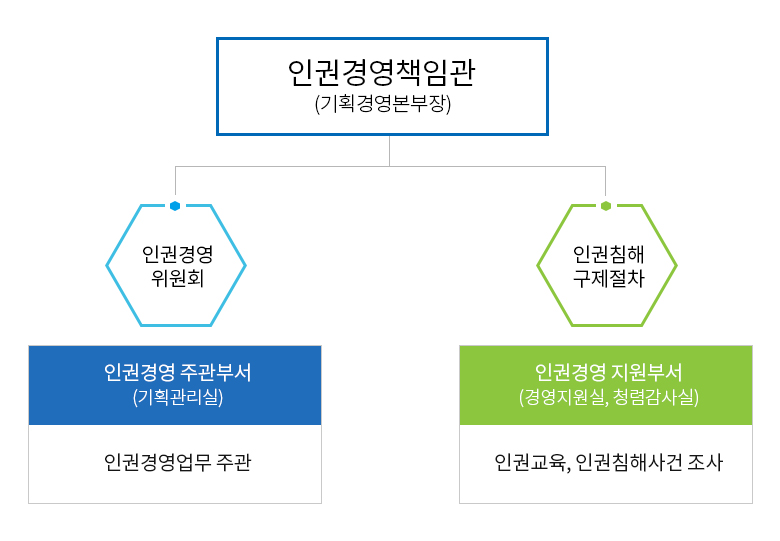 인권경영책임관
(기획경영본부장)
인권경영
위원회
인권침해
구제절차
인권경영 주관부서
(기획관리실)
인권경영업무 주관
인권경영 지원부서
(경영지원실, 청렴감사실)
인권교육, 인권침해사건 조사